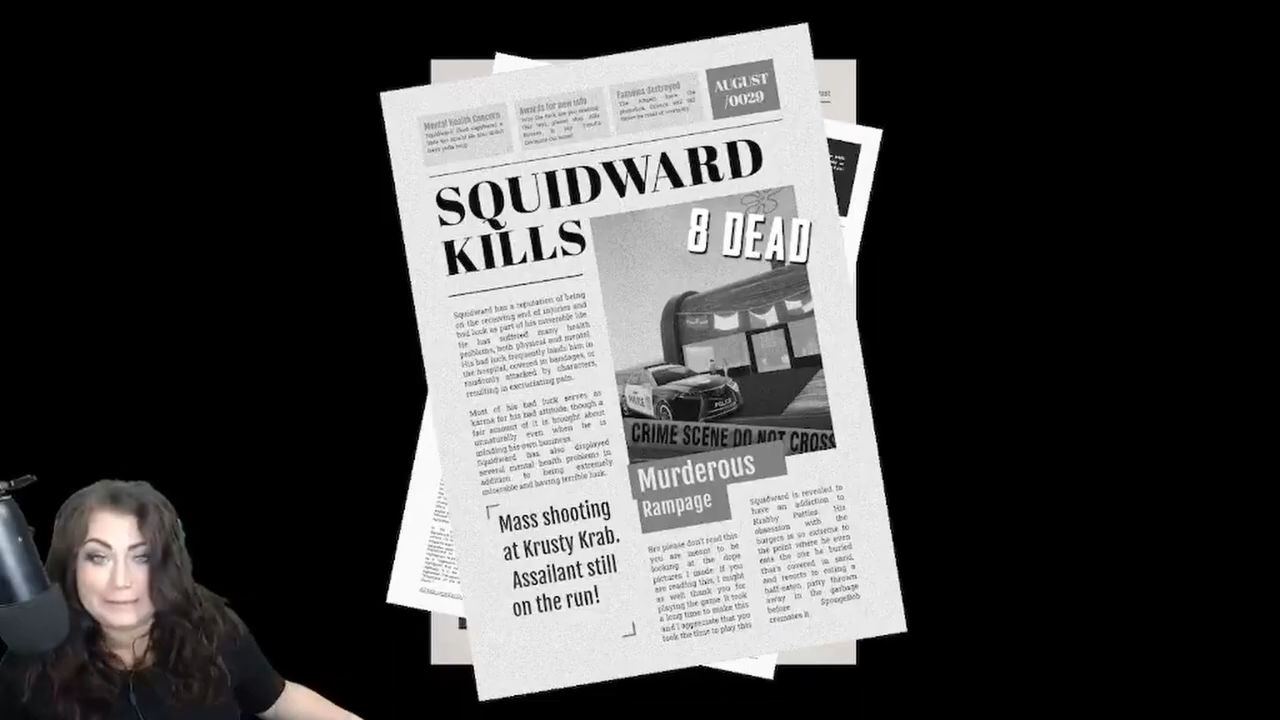 Mental Health Concern
Awards for new info
Famous destroyed
AUGUST
/0029
SQUIDWARD
KILLS
8 DEAD
Squidward has a reputation of being
on the receiving end of injuries and
bad luck as part of his miserable life.
He has suffered many health
problems, both physical and mental.
His bad luck frequently lands him in
the hospital, covered in bandages, or
randomly attacked by characters,
resulting in excruciating pain.
Most of his bad luck serves as
karma for his bad attitude, though a
fair amount of it is brought about
unnaturally even when he is
minding his own business.
Squidward has also displayed
several mental health problems in
addition to being extremely
miserable and having terrible luck.
POLICE
POLICE
CRIME SCENE DO NOT CROSS
Mass shooting
at Krusty Krab.
Assailant still
on the run!
Murderous
Rampage
Hey please don't read this
you are meant to be
looking at the dope
pictures I made if you
are reading this, I might
as well thank you for
playing the game it took
a long time to make this
and I appreciate that you
took the time to play this
Squidward is revealed to
have an addiction to
Krabby Patties. His
obsession with the
burgers is so extreme to
the point where he even
eats the one he buried
that's covered in sand,
and resorts to eating a
half-eaten patty thrown
away in the garbage
before SpongeBob
cremates it.